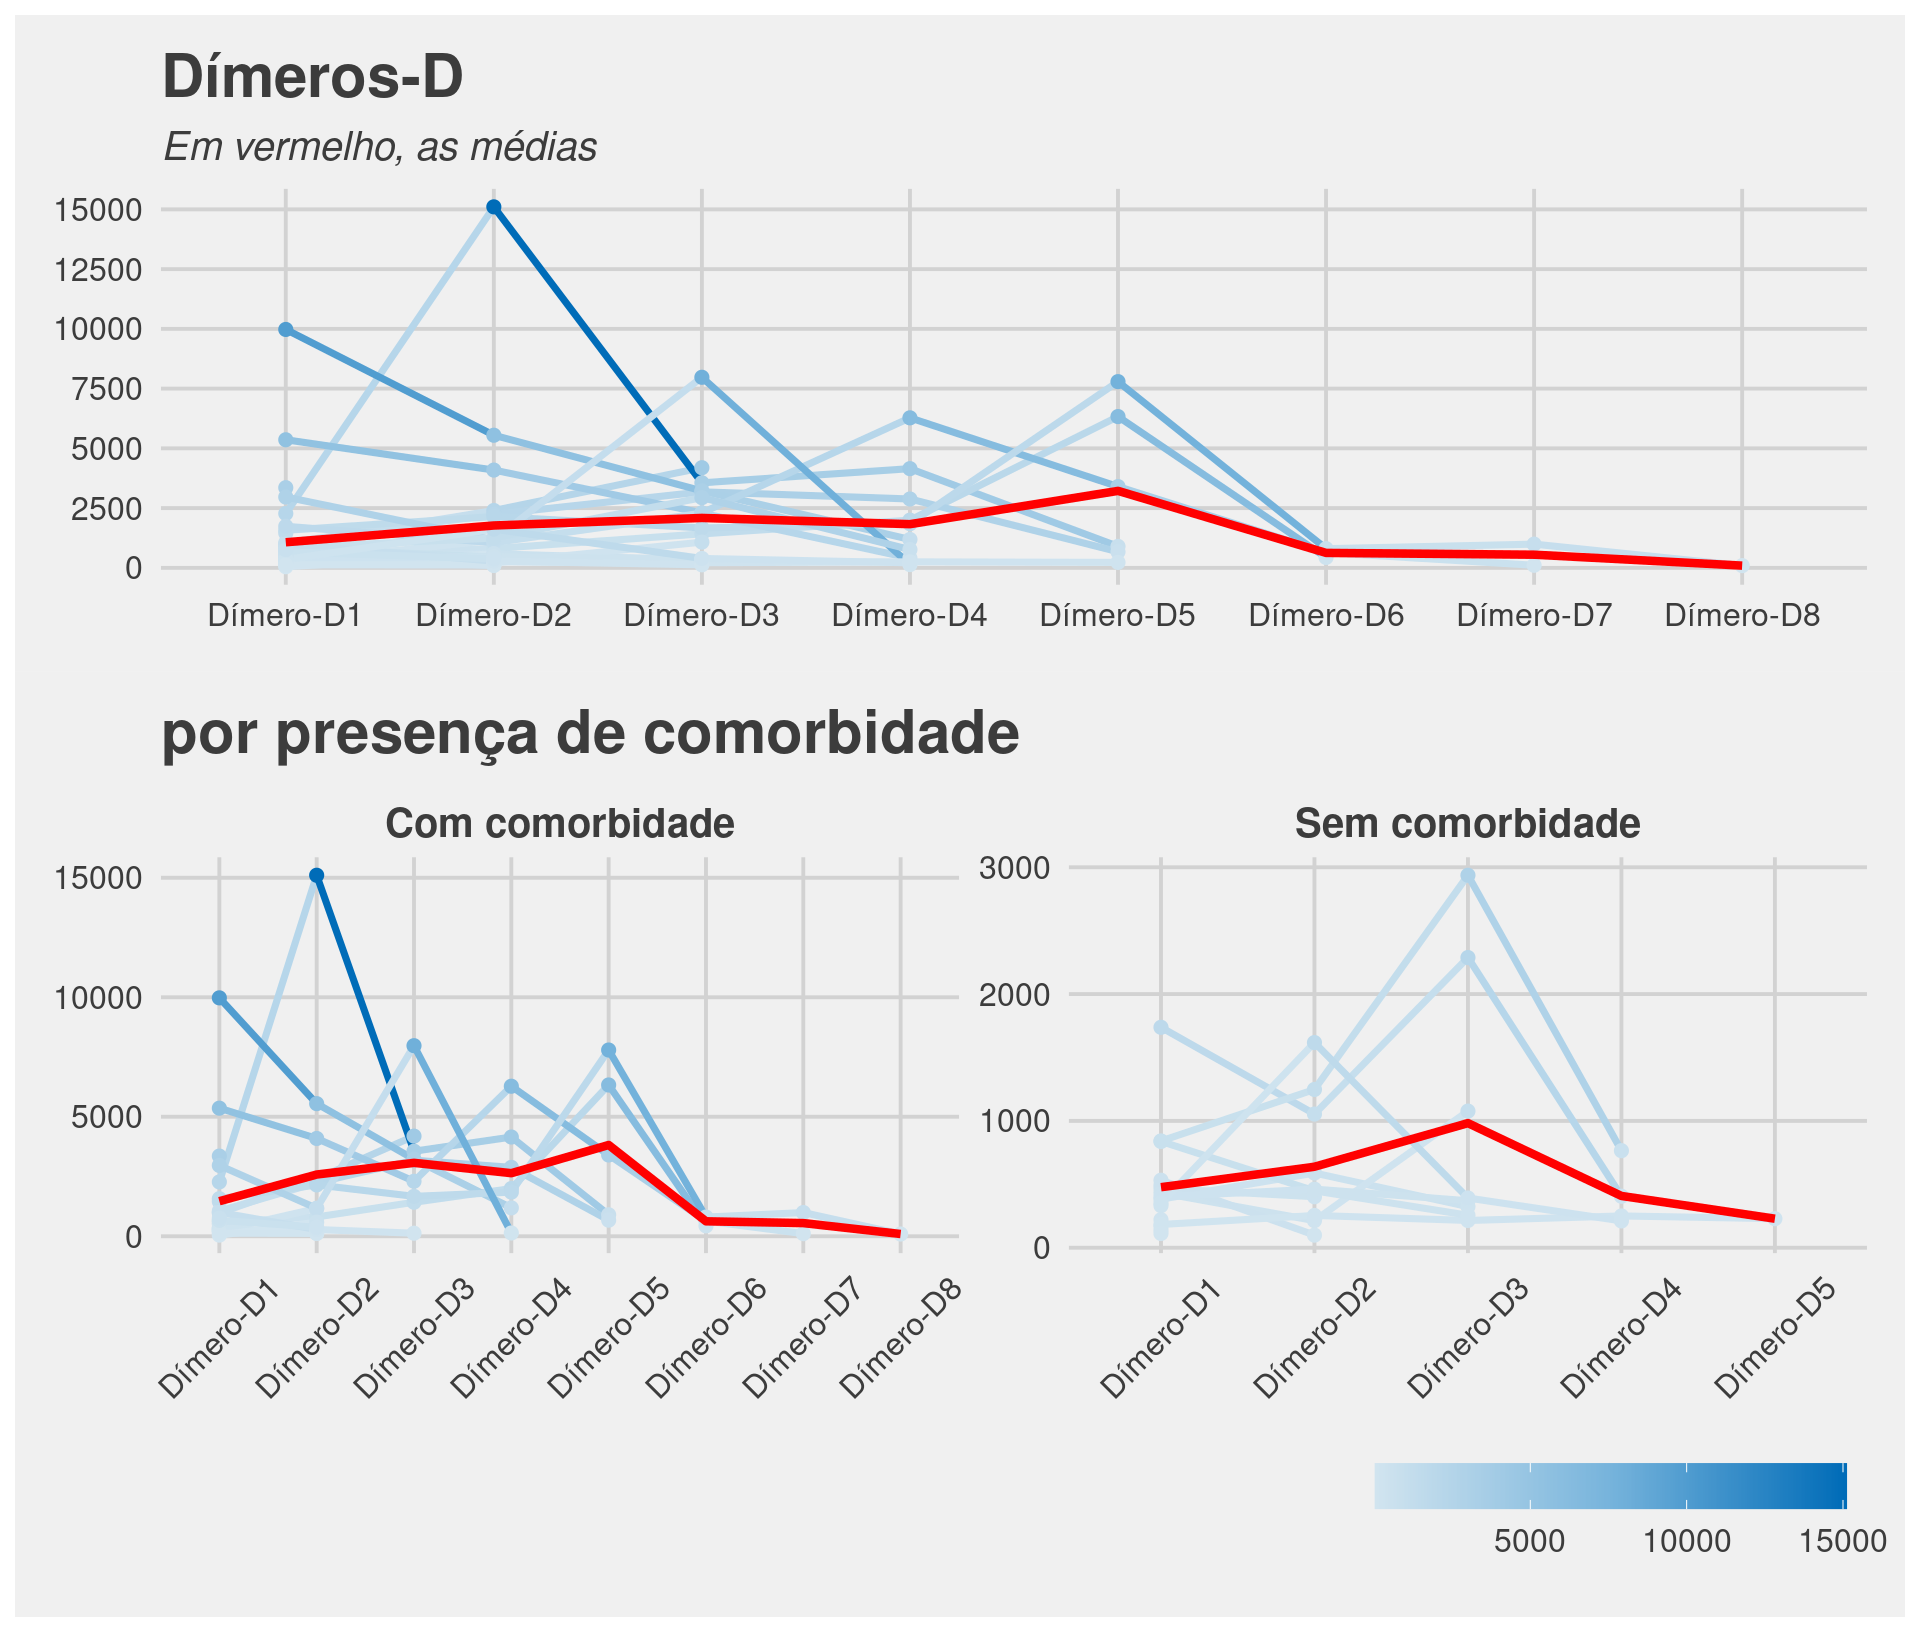 Dímeros-D
Em vermelho, as médias
15000
12500
10000
7500
5000
2500
0
Dímero-D1 Dímero-D2 Dímero-D3 Dímero-D4 Dímero-D5 Dímero-D6 Dímero-D7 Dímero-D8
por presença de comorbidade
Com comorbidade
15000
10000
5000
0
Dímero-D1 Dímero-D2 Dímero-D3 Dímero-D4 Dímero-D5 Dímero-D6 Dímero-D7 Dímero-D8
Sem comorbidade
3000
2000
1000
0
Dímero-D1 Dímero-D2 Dímero-D3 Dímero-D4 Dímero-D5
5000 10000 15000